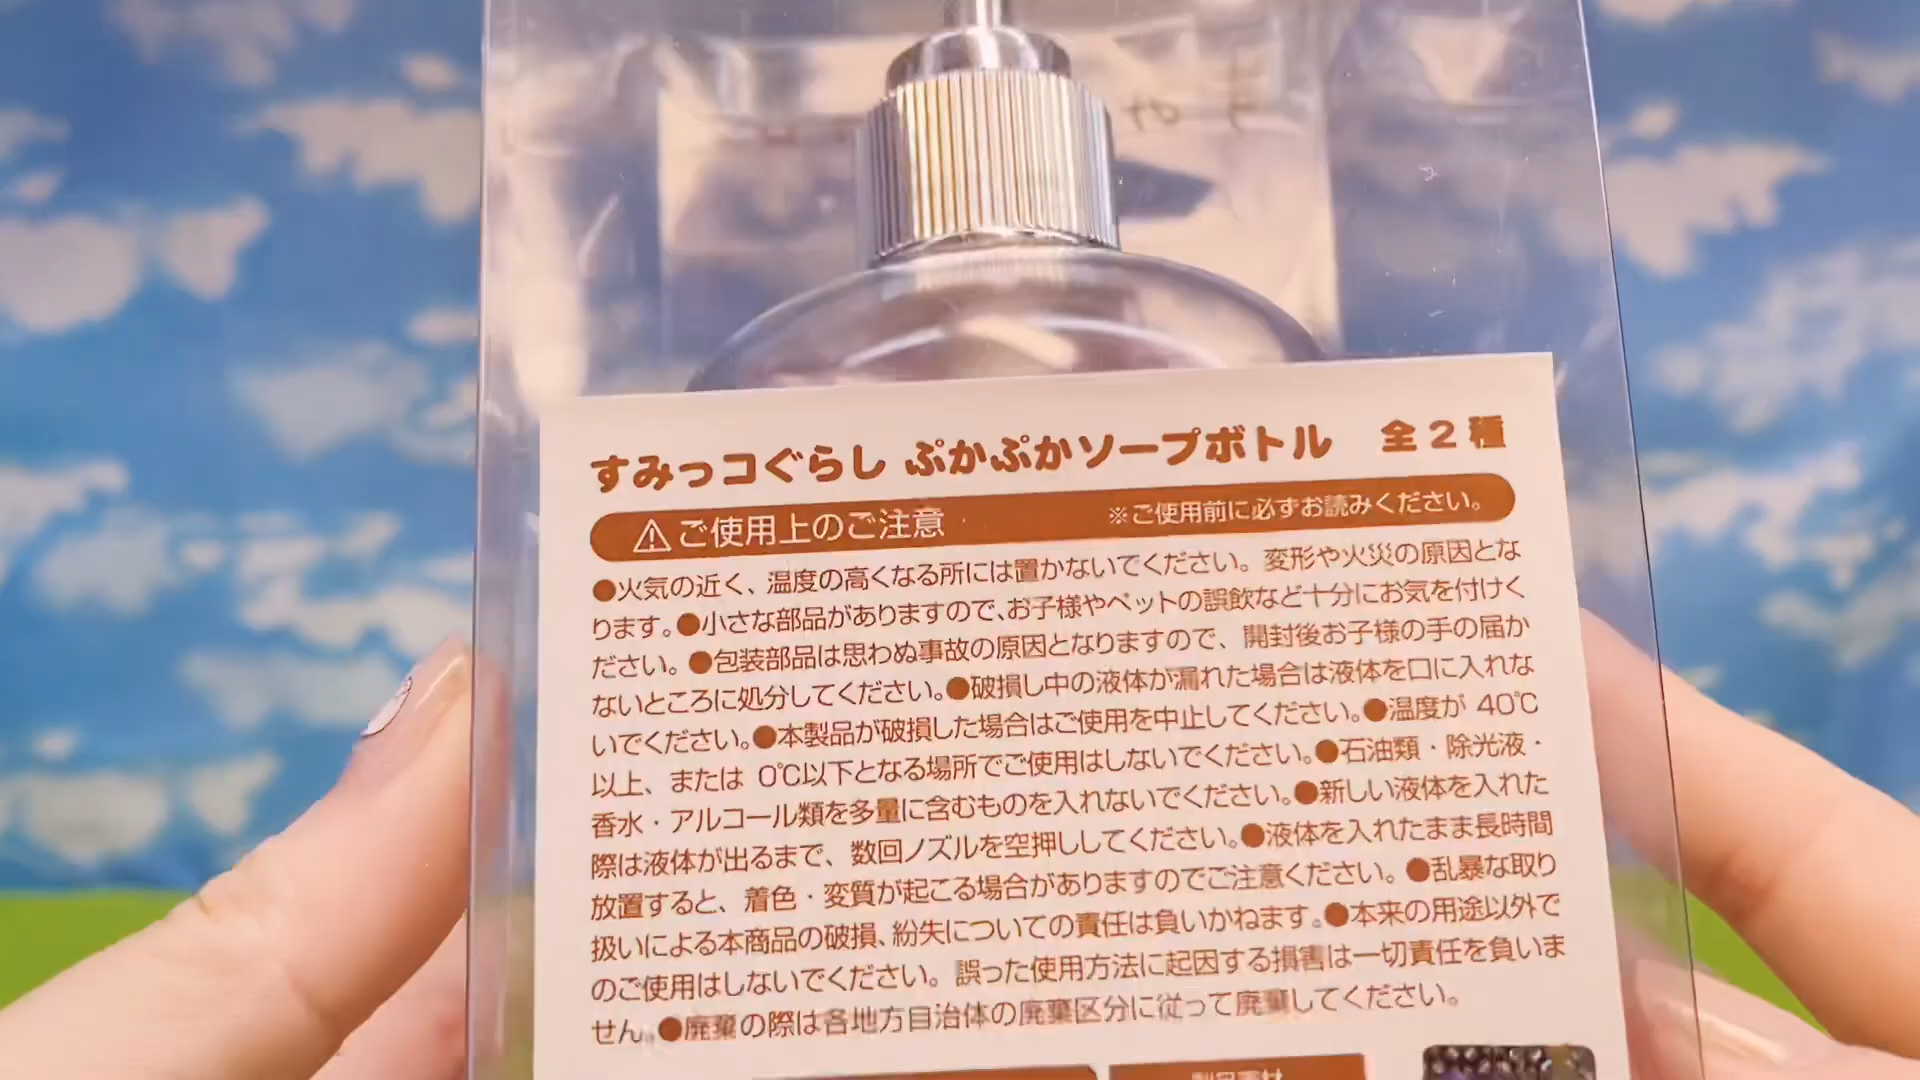 すみっコぐらし ぷかぷかソープボトル 全2種
⚠ご使用上のご注意 ※ご使用前に必ずお読みください。
●火気の近く、温度の高くなる所には置かないでください。変形や火災の原因とな
ります。●小さな部品がありますので、お子様やペットの誤飲など十分にお気を付けく
ださい。●包装部品は思わぬ事故の原因となりますので、開封後お子様の手の届か
ないところに処分してください。●破損し中の液体が漏れた場合は液体を口に入れな
いでください。●本製品が破損した場合はご使用を中止してください。●温度が 40℃
以上、または 0℃以下となる場所でご使用はしないでください。●石油類・除光液・
香水・アルコール類を多量に含むものを入れないでください。●新しい液体を入れた
際は液体が出るまで、数回ノズルを空押ししてください。●液体を入れたまま長時間
放置すると、着色・変質が起こる場合がありますのでご注意ください。●乱暴な取り
扱いによる本商品の破損、紛失についての責任は負いかねます。●本来の用途以外で
のご使用はしないでください。誤った使用方法に起因する損害は一切責任を負いま
せん。●廃棄の際は各地方自治体の廃棄区分に従って廃棄してください。